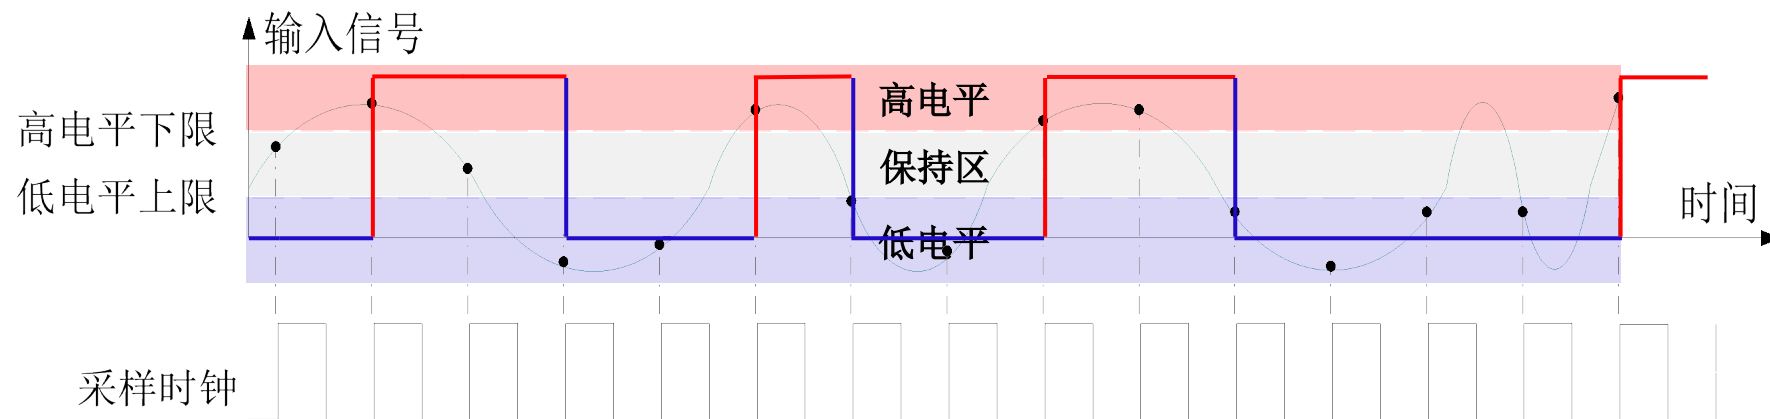 输入信号
高电平
高电平下限
保持区
低电平上限
时间
低电平
采样时钟